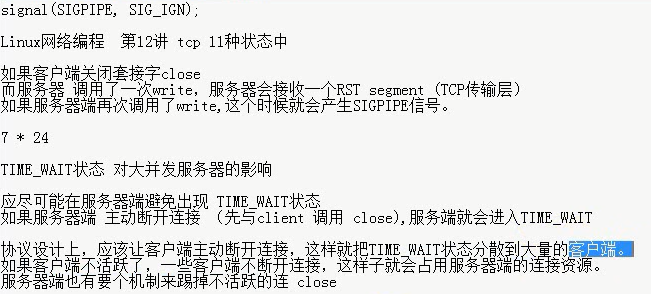 signal(SIGPIPE, SIG_IGN);
Linux网络编程  第12讲 tcp 11种状态中
如果客户端关闭套接字close
而服务器 调用了一次write, 服务器会接收一个RST segment (TCP传输层)
如果服务器端再次调用了write,这个时候就会产生SIGPIPE信号。
7 * 24
TIME_WAIT状态 对大并发服务器的影响
应尽可能在服务器端避免出现 TIME_WAIT状态
如果服务器端 主动断开连接 (先与client 调用 close),服务端就会进入TIME_WAIT
协议设计上，应该让客户端主动断开连接，这样就把TIME_WAIT状态分散到大量的客户端。
如果客户端不活跃了，一些客户端不断开连接，这样子就会占用服务器端的连接资源。
服务器端也有要个机制来踢掉不活跃的连 close